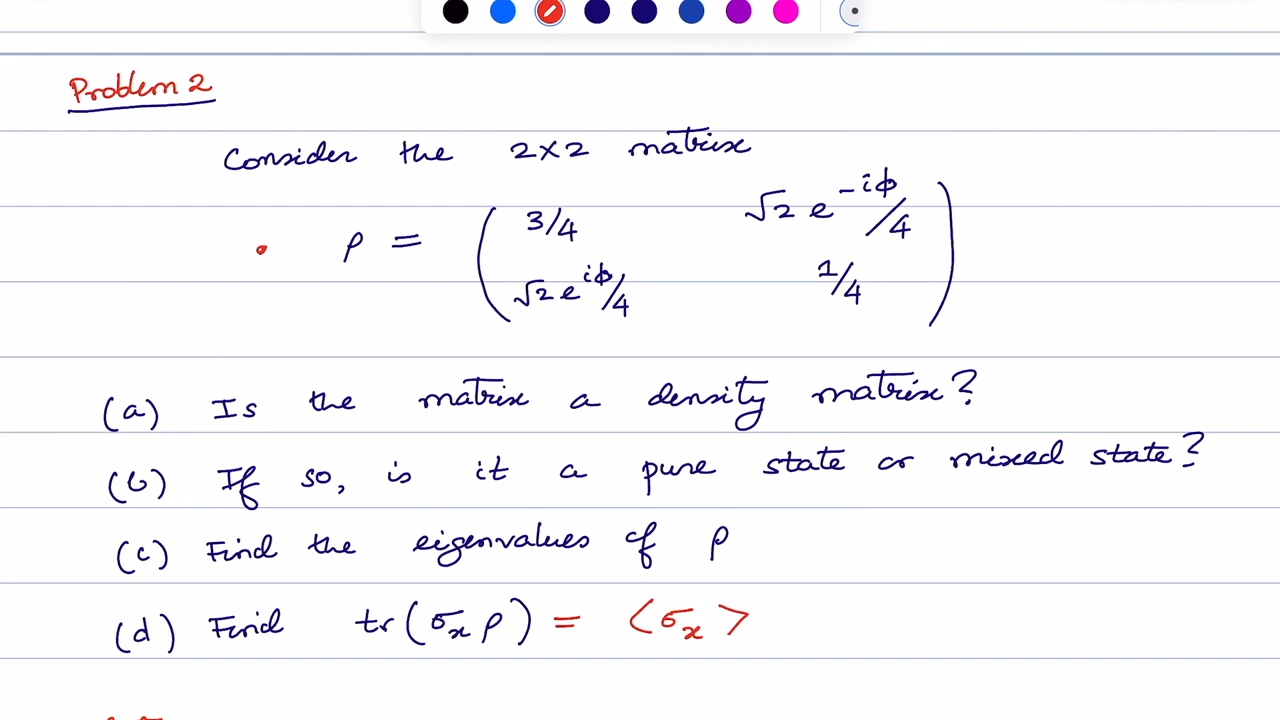 Problem 2
Consider the 2×2 matrix
ρ = ( 3/4 √2 e^{-iϕ}/4
√2 e^{iϕ}/4 1/4 )
(a) Is the matrix a density matrix?
(b) If so, is it a pure state or mixed state?
(c) Find the eigenvalues of ρ
(d) Find tr(σ_x ρ) = ⟨σ_x⟩